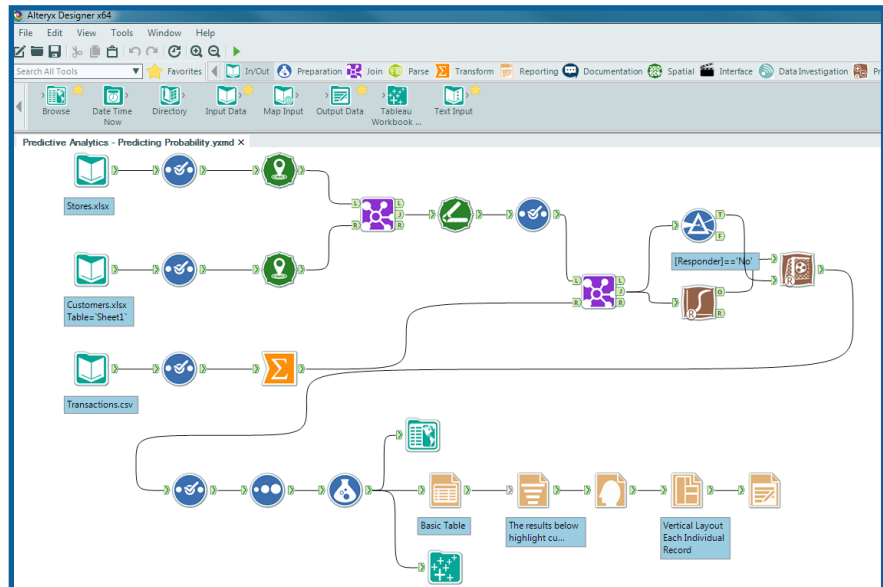 Alteryx Designer x64
File Edit View Tools Window Help
Search All Tools Favorites In/Out Preparation Join Parse Transform Reporting Documentation Spatial Interface Data Investigation Pr
Browse Date Time Now Directory Input Data Map Input Output Data Tableau Workbook ... Text Input
Predictive Analytics - Predicting Probability.yxmd X
Stores.xlsx
L L
J
R R
T
F
[Responder]=='No'
Customers.xlsx
Table=`Sheet1`
L L
J
R R
R O
R
R
Transactions.csv
Σ
Basic Table
The results below
highlight cu...
Vertical Layout
Each Individual
Record